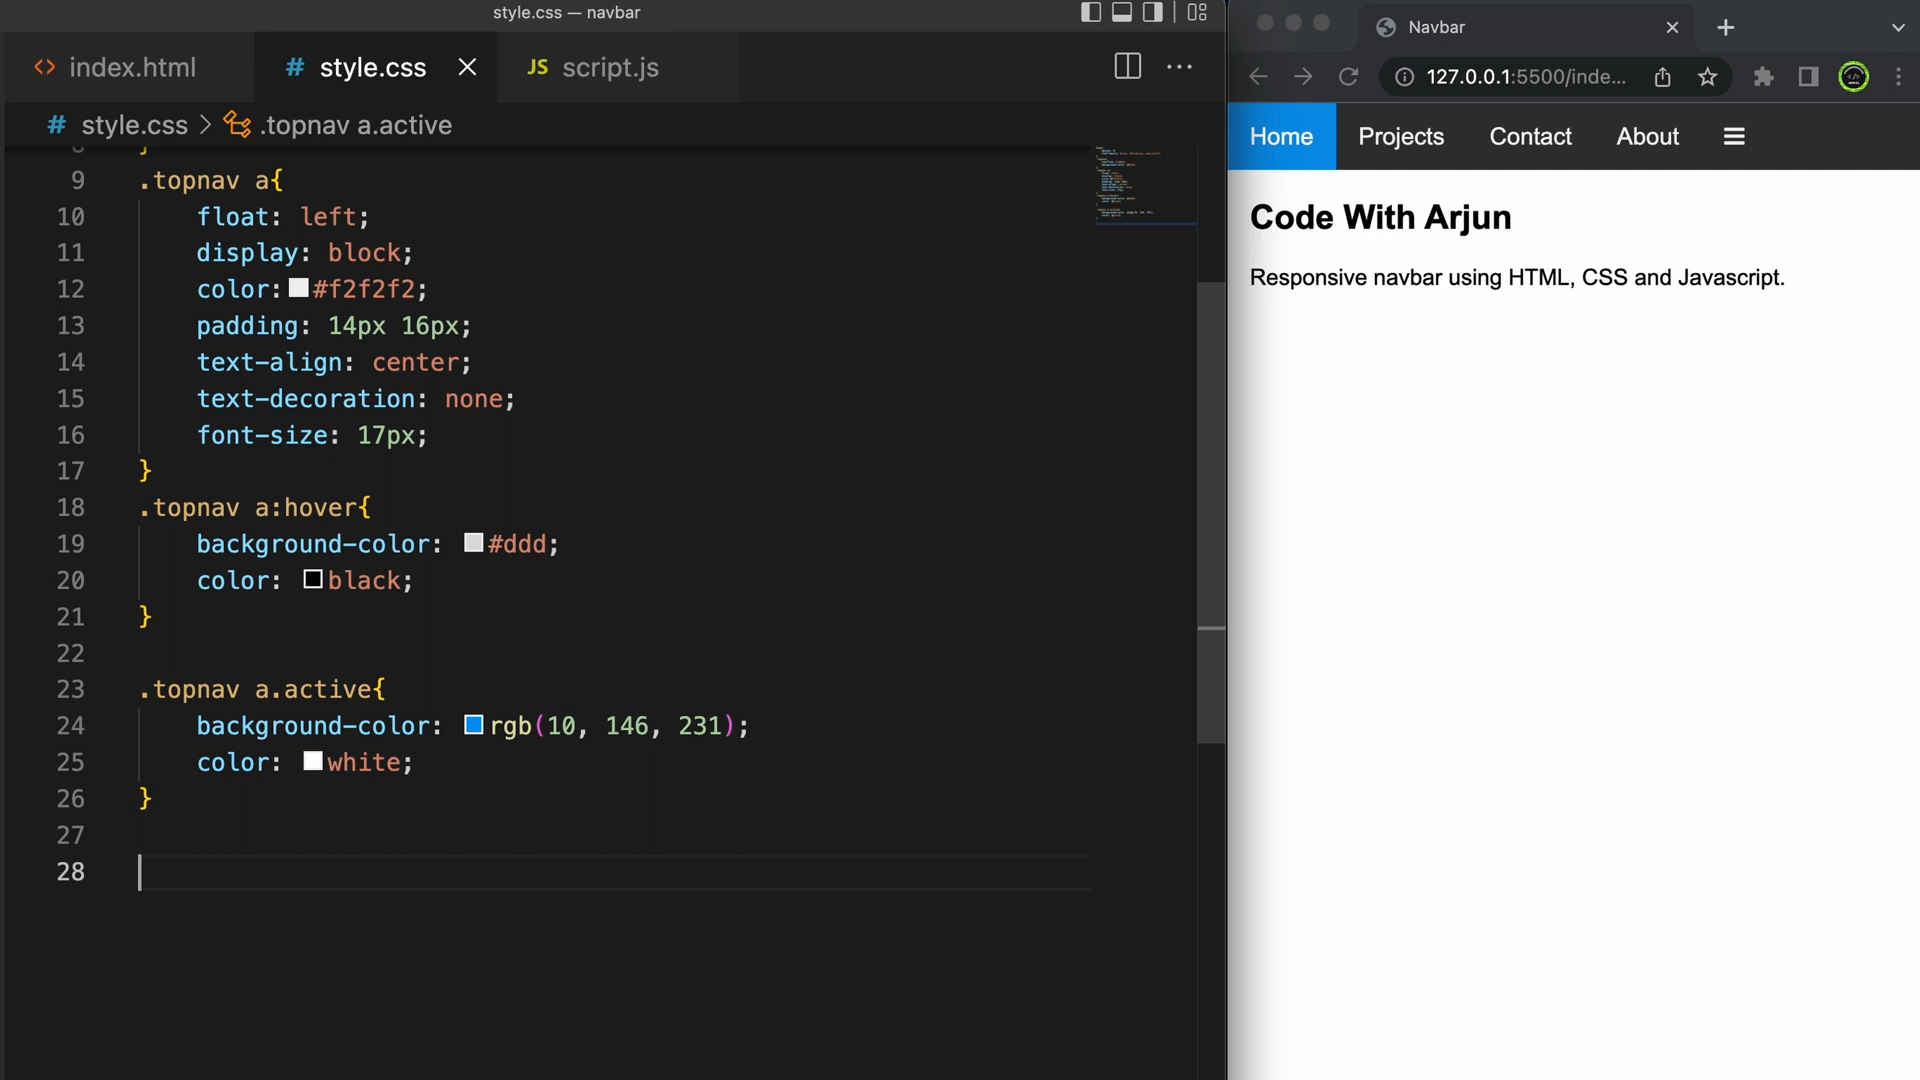 style.css — navbar
index.html
style.css
JS script.js
# style.css > .topnav a.active
8 }
9 .topnav a{
10 float: left;
11 display: block;
12 color: #f2f2f2;
13 padding: 14px 16px;
14 text-align: center;
15 text-decoration: none;
16 font-size: 17px;
17 }
18 .topnav a:hover{
19 background-color: #ddd;
20 color: black;
21 }
22
23 .topnav a.active{
24 background-color: rgb(10, 146, 231);
25 color: white;
26 }
27
28
Navbar
127.0.0.1:5500/inde...
Home Projects Contact About
Code With Arjun
Responsive navbar using HTML, CSS and Javascript.